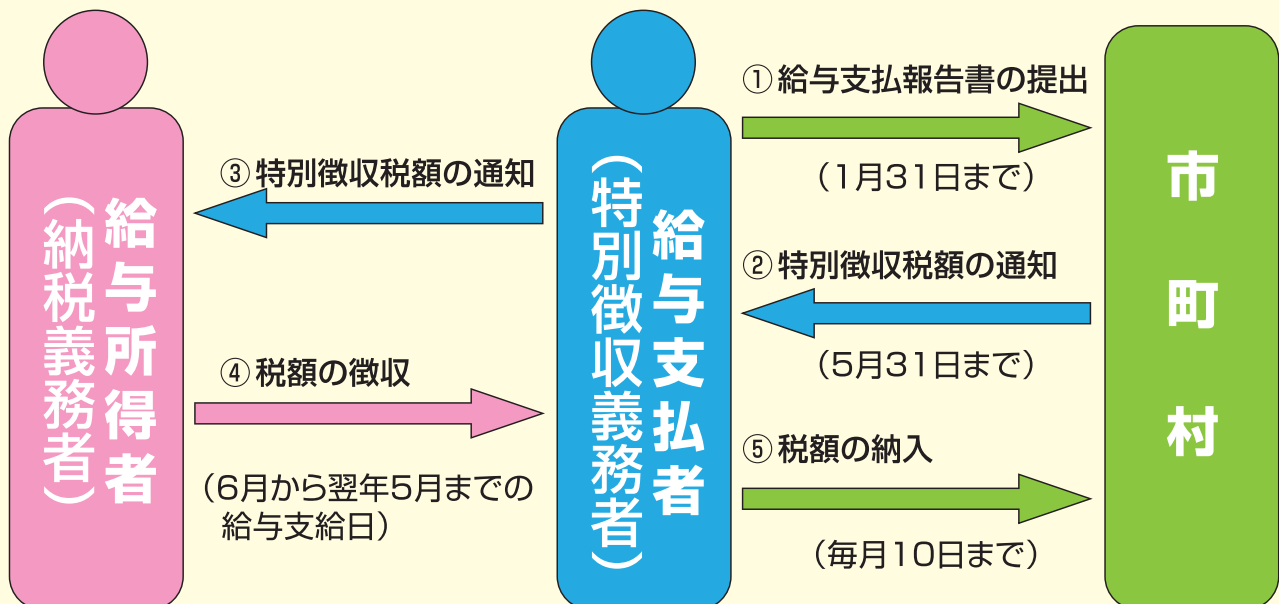 給与所得者
（納税義務者）
③特別徴収税額の通知
④税額の徴収
（6月から翌年5月までの
給与支給日）
給与支払者
（特別徴収義務者）
①給与支払報告書の提出
（1月31日まで）
②特別徴収税額の通知
（5月31日まで）
⑤税額の納入
（毎月10日まで）
市町村